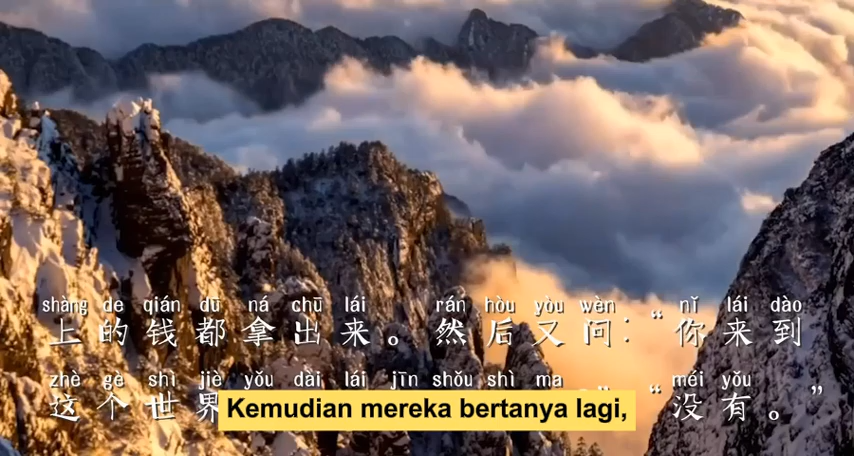 shàng de qián dū ná chū lái rán hòu yòu wèn nǐ lái dào
上的钱都拿出来。然后又问：“你来到
zhè gè shì jiè yǒu dài lái jīn shǒu shì ma méi yǒu
这个世界 ”“没有。”
Kemudian mereka bertanya lagi,